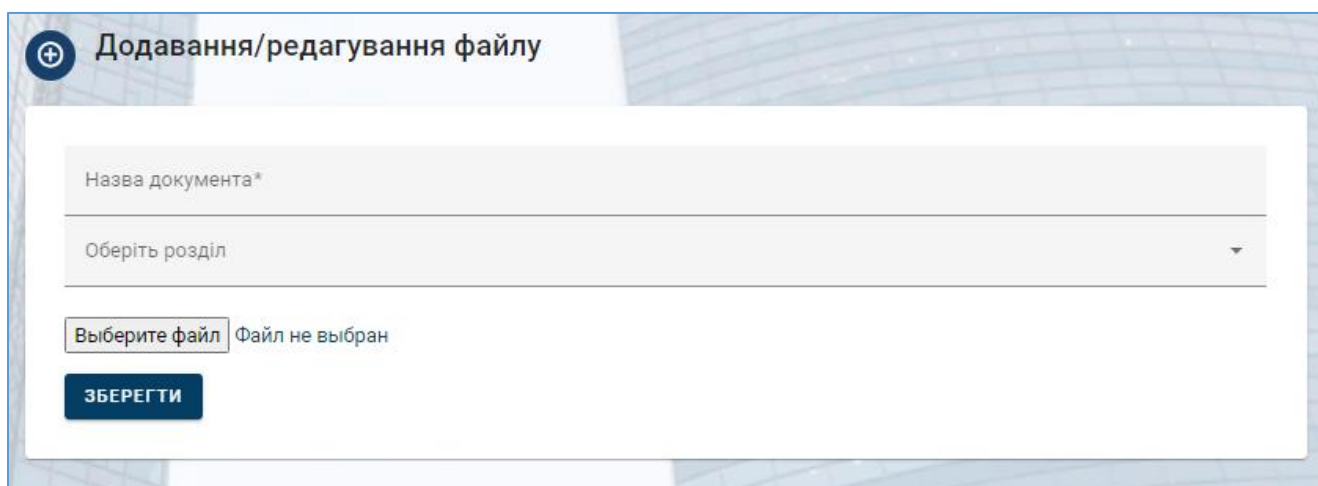 Додавання/редагування файлу
Назва документа*
Оберіть розділ
Выберите файл Файл не выбран
ЗБЕРЕГТИ